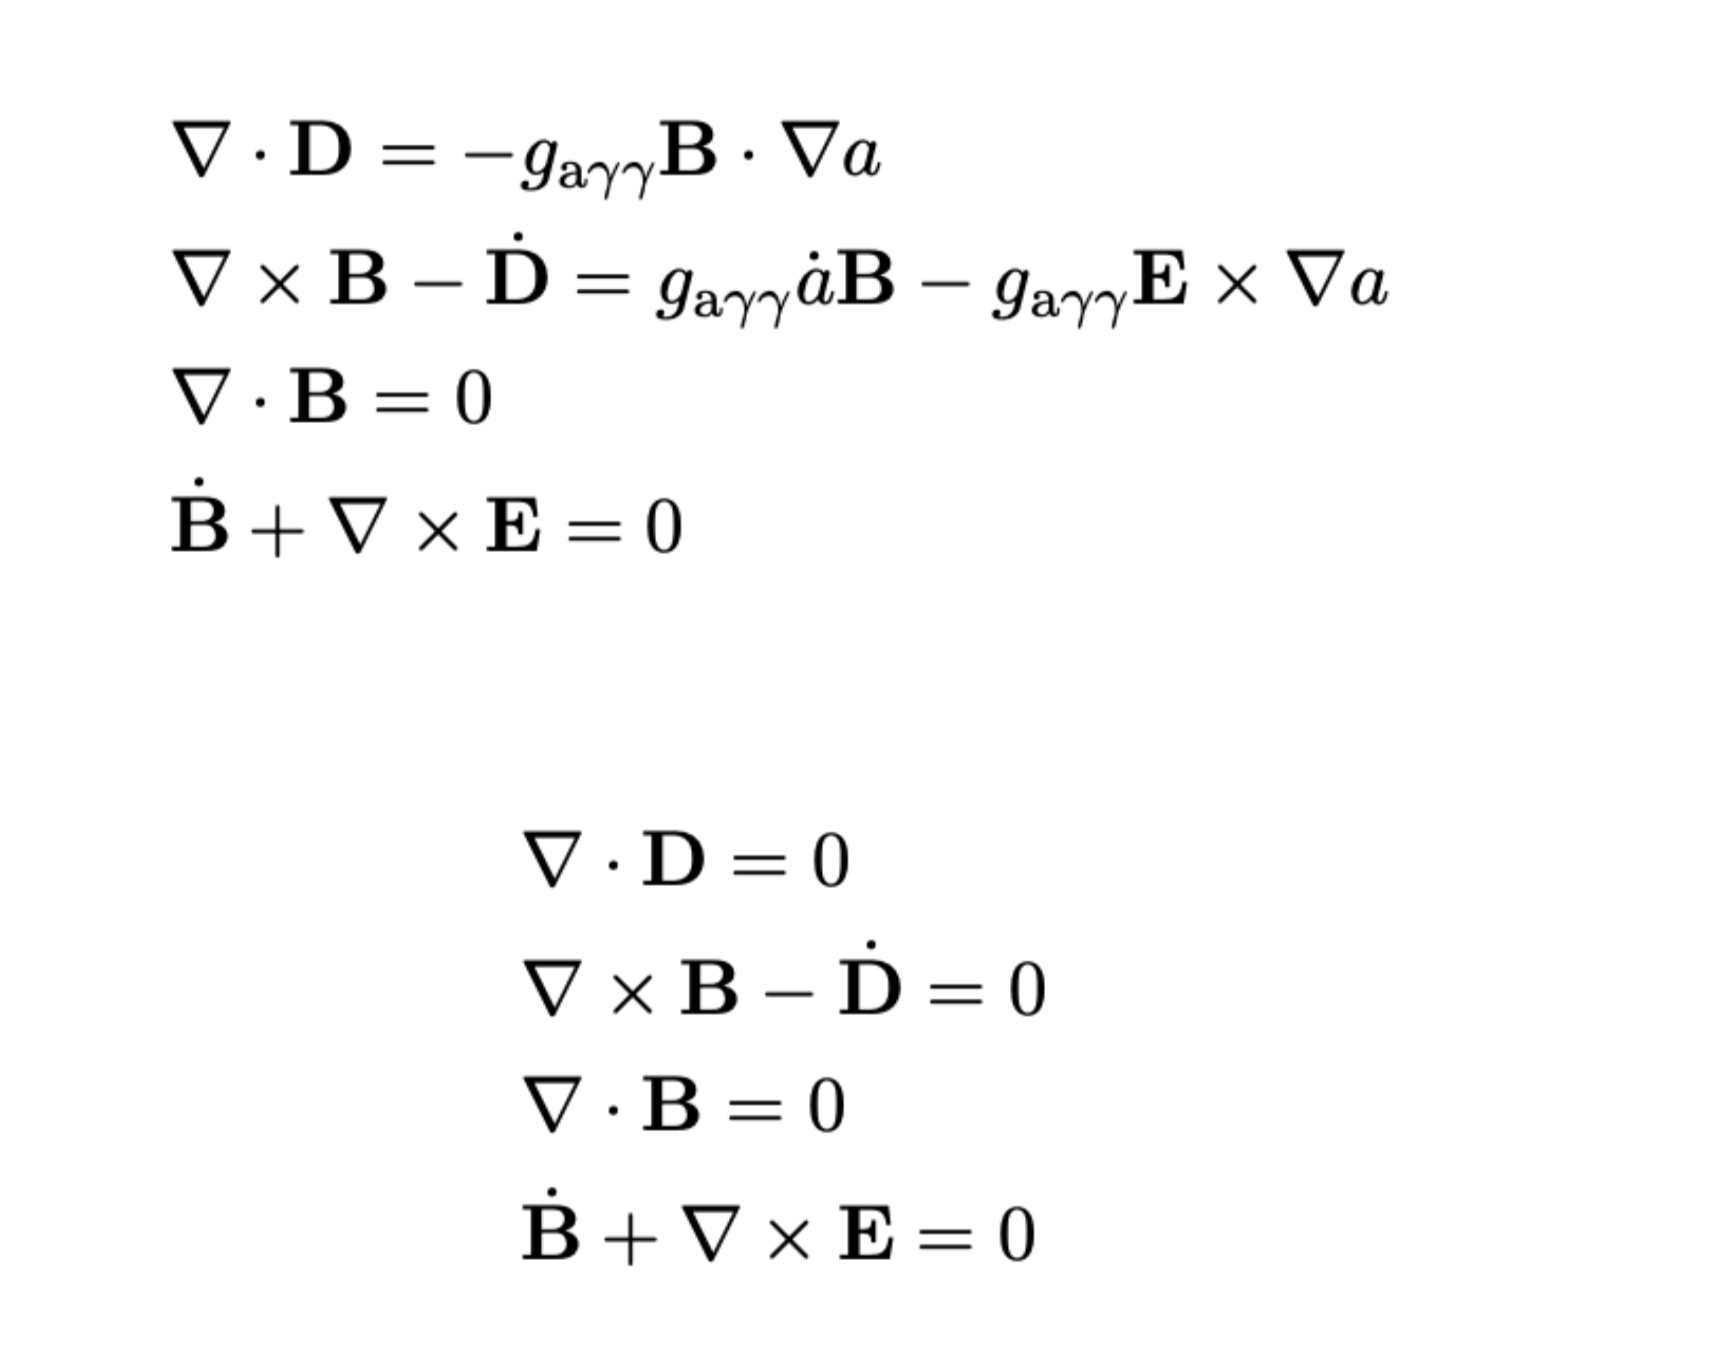 ∇ · D = −g_{aγγ}B · ∇a
∇ × B − Ḋ = g_{aγγ}ȧB − g_{aγγ}E × ∇a
∇ · B = 0
Ḃ + ∇ × E = 0
∇ · D = 0
∇ × B − Ḋ = 0
∇ · B = 0
Ḃ + ∇ × E = 0